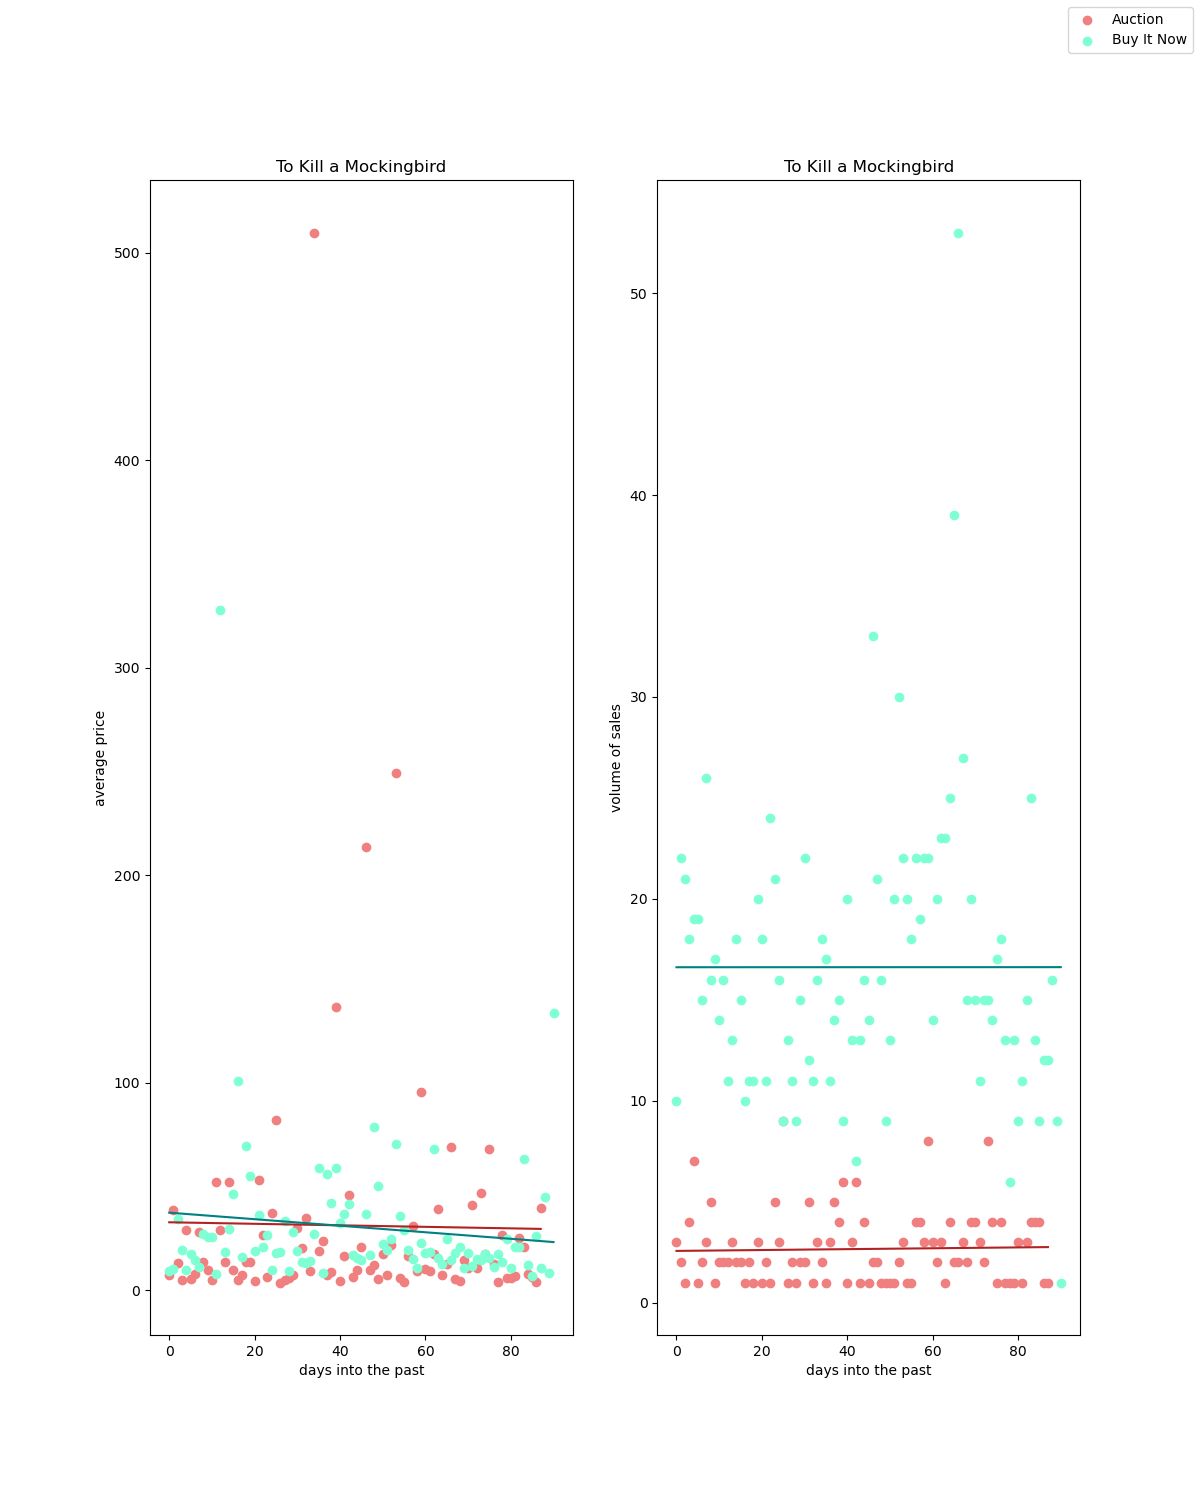 Auction
Buy It Now
To Kill a Mockingbird
500
400
300
200
100
0
average price
0 20 40 60 80
days into the past
To Kill a Mockingbird
50
40
30
20
10
0
volume of sales
0 20 40 60 80
days into the past